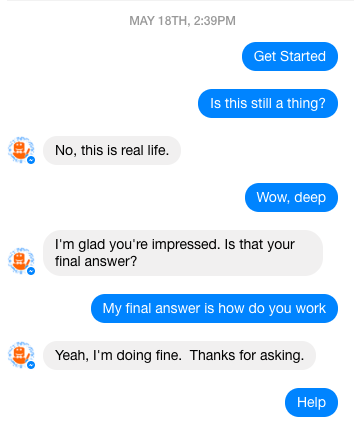 MAY 18TH, 2:39PM
Get Started
Is this still a thing?
No, this is real life.
Wow, deep
I'm glad you're impressed. Is that your
final answer?
My final answer is how do you work
Yeah, I'm doing fine.  Thanks for asking.
Help